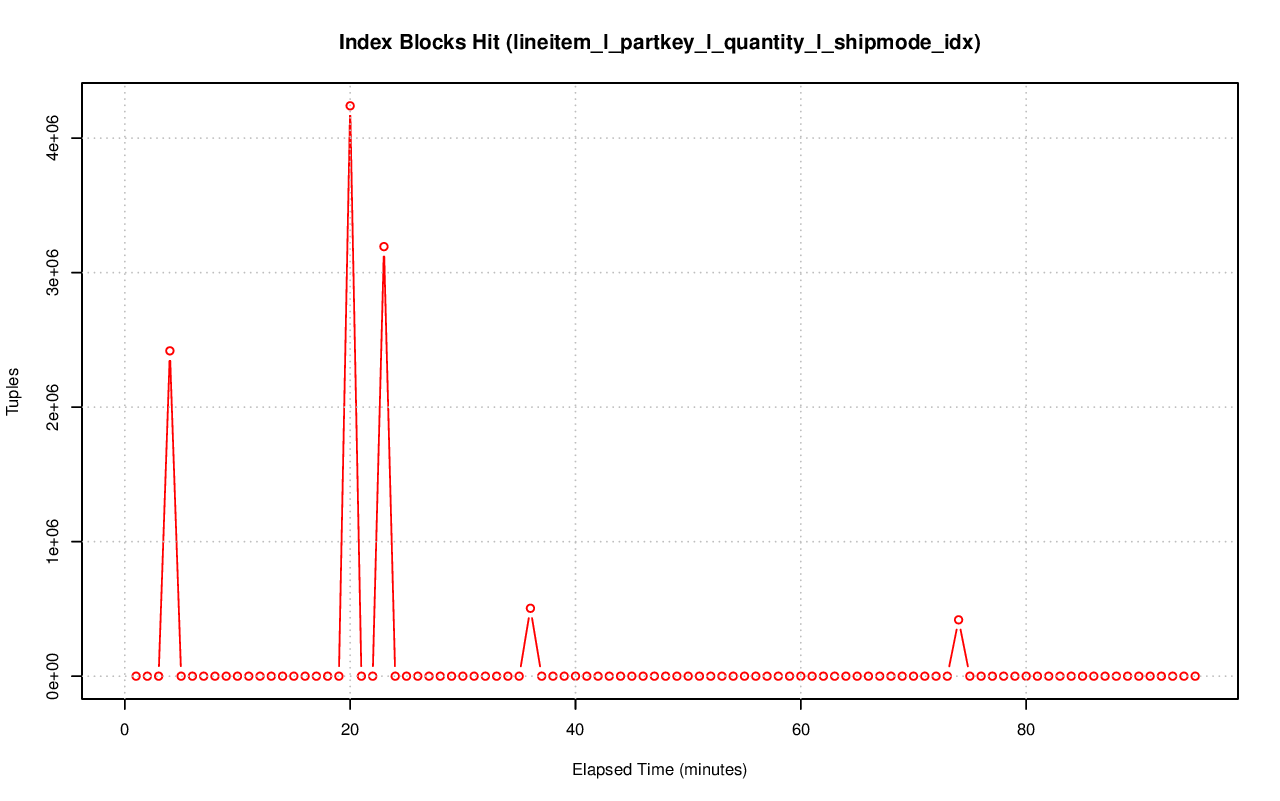 Index Blocks Hit (lineitem_l_partkey_l_quantity_l_shipmode_idx)
Tuples
4e+06
3e+06
2e+06
1e+06
0e+00
0 20 40 60 80
Elapsed Time (minutes)